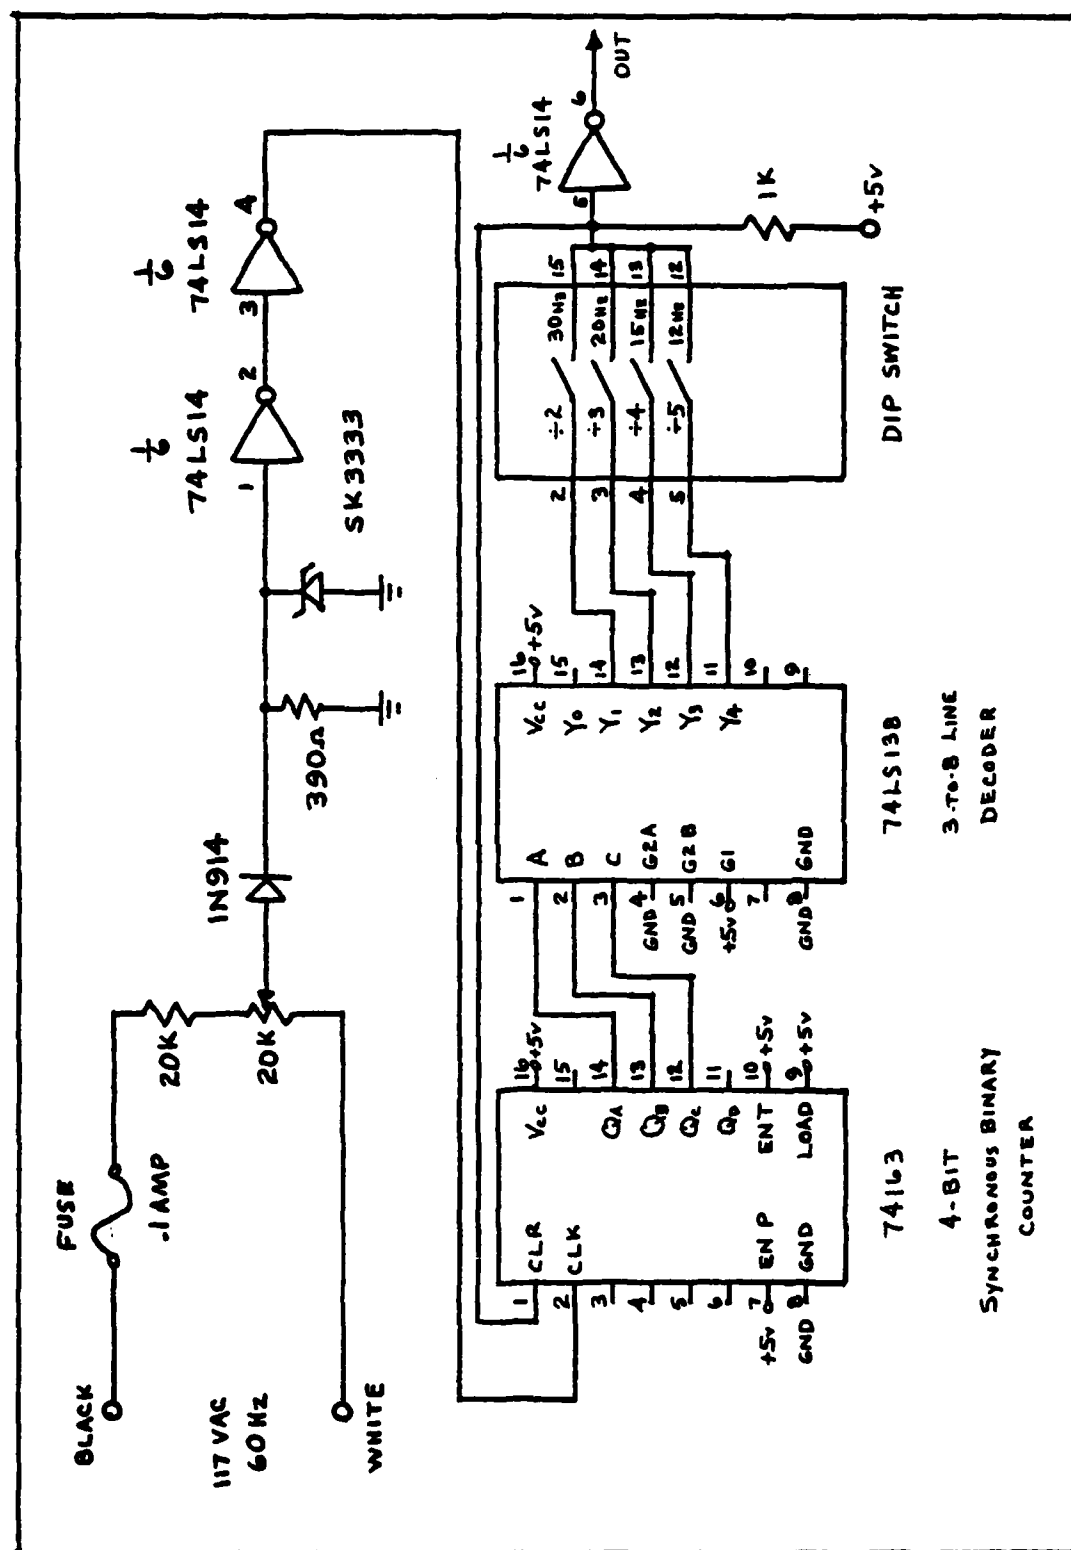 BLACK
FUSE
.1 AMP
117 VAC
60 HZ
WHITE
20K
20K
1N914
390Ω
SK3333
1/6
74LS14
1
2
1/6
74LS14
3
4
CLR
CLK
ENP
GND
1
2
3
4
5
6
+5V 7
GND 8
Vcc
QA
QB
QC
QD
ENT
LOAD
16 +5V
15
14
13
12
11
10 +5V
9 +5V
74163
4-BIT
SYNCHRONOUS BINARY
COUNTER
A
B
C
G2A
G2B
G1
GND
1
2
3
GND 4
GND 5
+5V 6
7
GND 8
Vcc
Y0
Y1
Y2
Y3
Y4
16 +5V
15
14
13
12
11
10
9
74LS138
3-TO-8 LINE
DECODER
2 ÷2 30HZ 15
3 ÷3 20HZ 14
4 ÷4 15HZ 13
5 ÷5 12HZ 12
DIP SWITCH
1/6
74LS14
5
6
OUT
1K
+5V